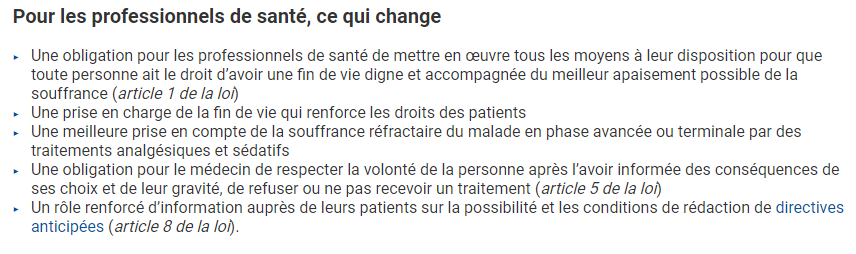 Pour les professionnels de santé, ce qui change
Une obligation pour les professionnels de santé de mettre en œuvre tous les moyens à leur disposition pour que
toute personne ait le droit d’avoir une fin de vie digne et accompagnée du meilleur apaisement possible de la
souffrance (article 1 de la loi)
Une prise en charge de la fin de vie qui renforce les droits des patients
Une meilleure prise en compte de la souffrance réfractaire du malade en phase avancée ou terminale par des
traitements analgésiques et sédatifs
Une obligation pour le médecin de respecter la volonté de la personne après l’avoir informée des conséquences de
ses choix et de leur gravité, de refuser ou ne pas recevoir un traitement (article 5 de la loi)
Un rôle renforcé d’information auprès de leurs patients sur la possibilité et les conditions de rédaction de directives
anticipées (article 8 de la loi).